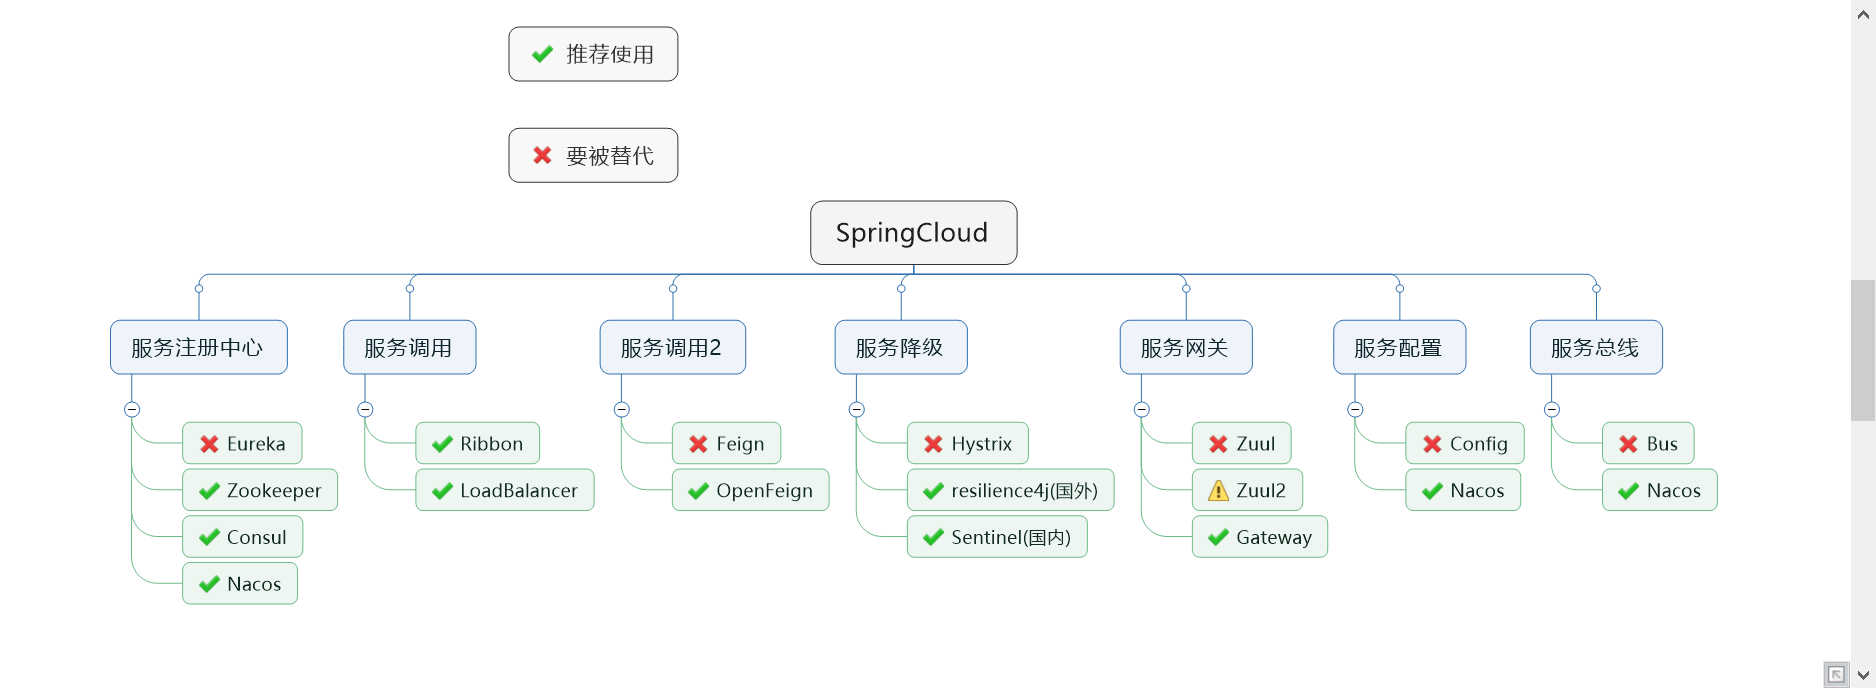 推荐使用
要被替代
SpringCloud
服务注册中心
Eureka
Zookeeper
Consul
Nacos
服务调用
Ribbon
LoadBalancer
服务调用2
Feign
OpenFeign
服务降级
Hystrix
resilience4j(国外)
Sentinel(国内)
服务网关
Zuul
Zuul2
Gateway
服务配置
Config
Nacos
服务总线
Bus
Nacos